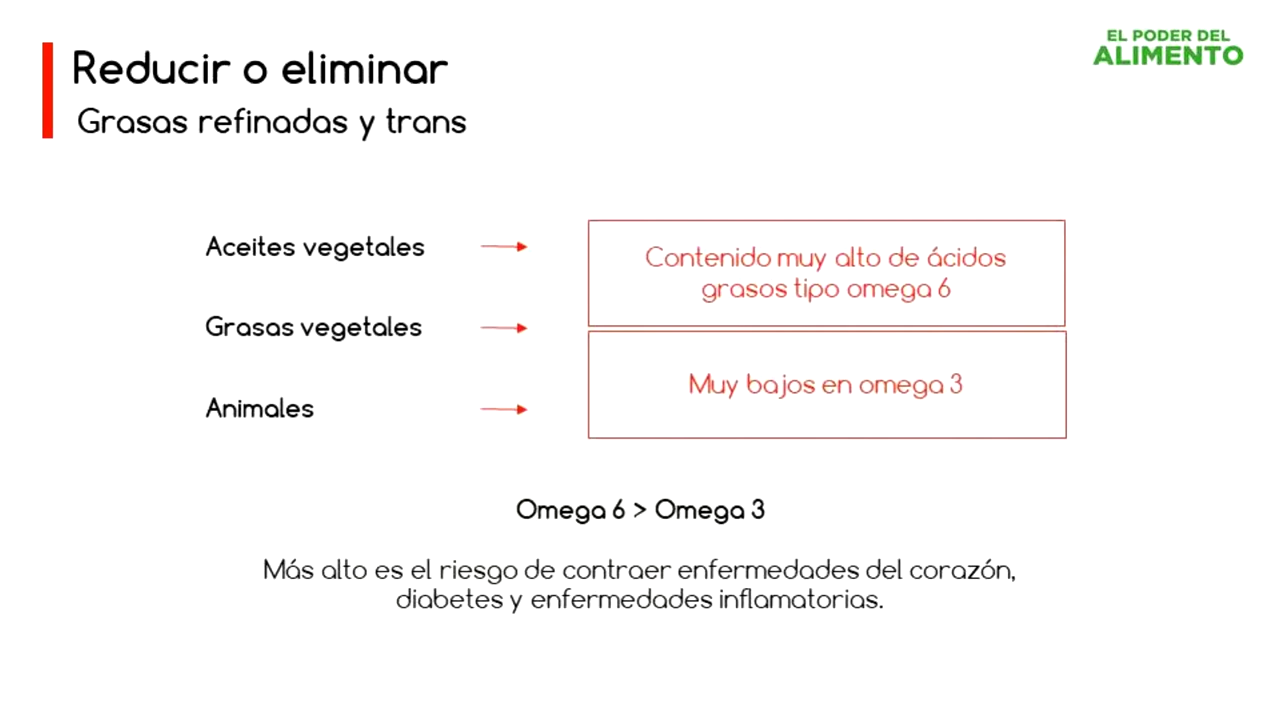 Reducir o eliminar
Grasas refinadas y trans
EL PODER DEL
ALIMENTO
Aceites vegetales
Grasas vegetales
Animales
Contenido muy alto de ácidos
grasos tipo omega 6
Muy bajos en omega 3
Omega 6 > Omega 3
Más alto es el riesgo de contraer enfermedades del corazón,
diabetes y enfermedades inflamatorias.